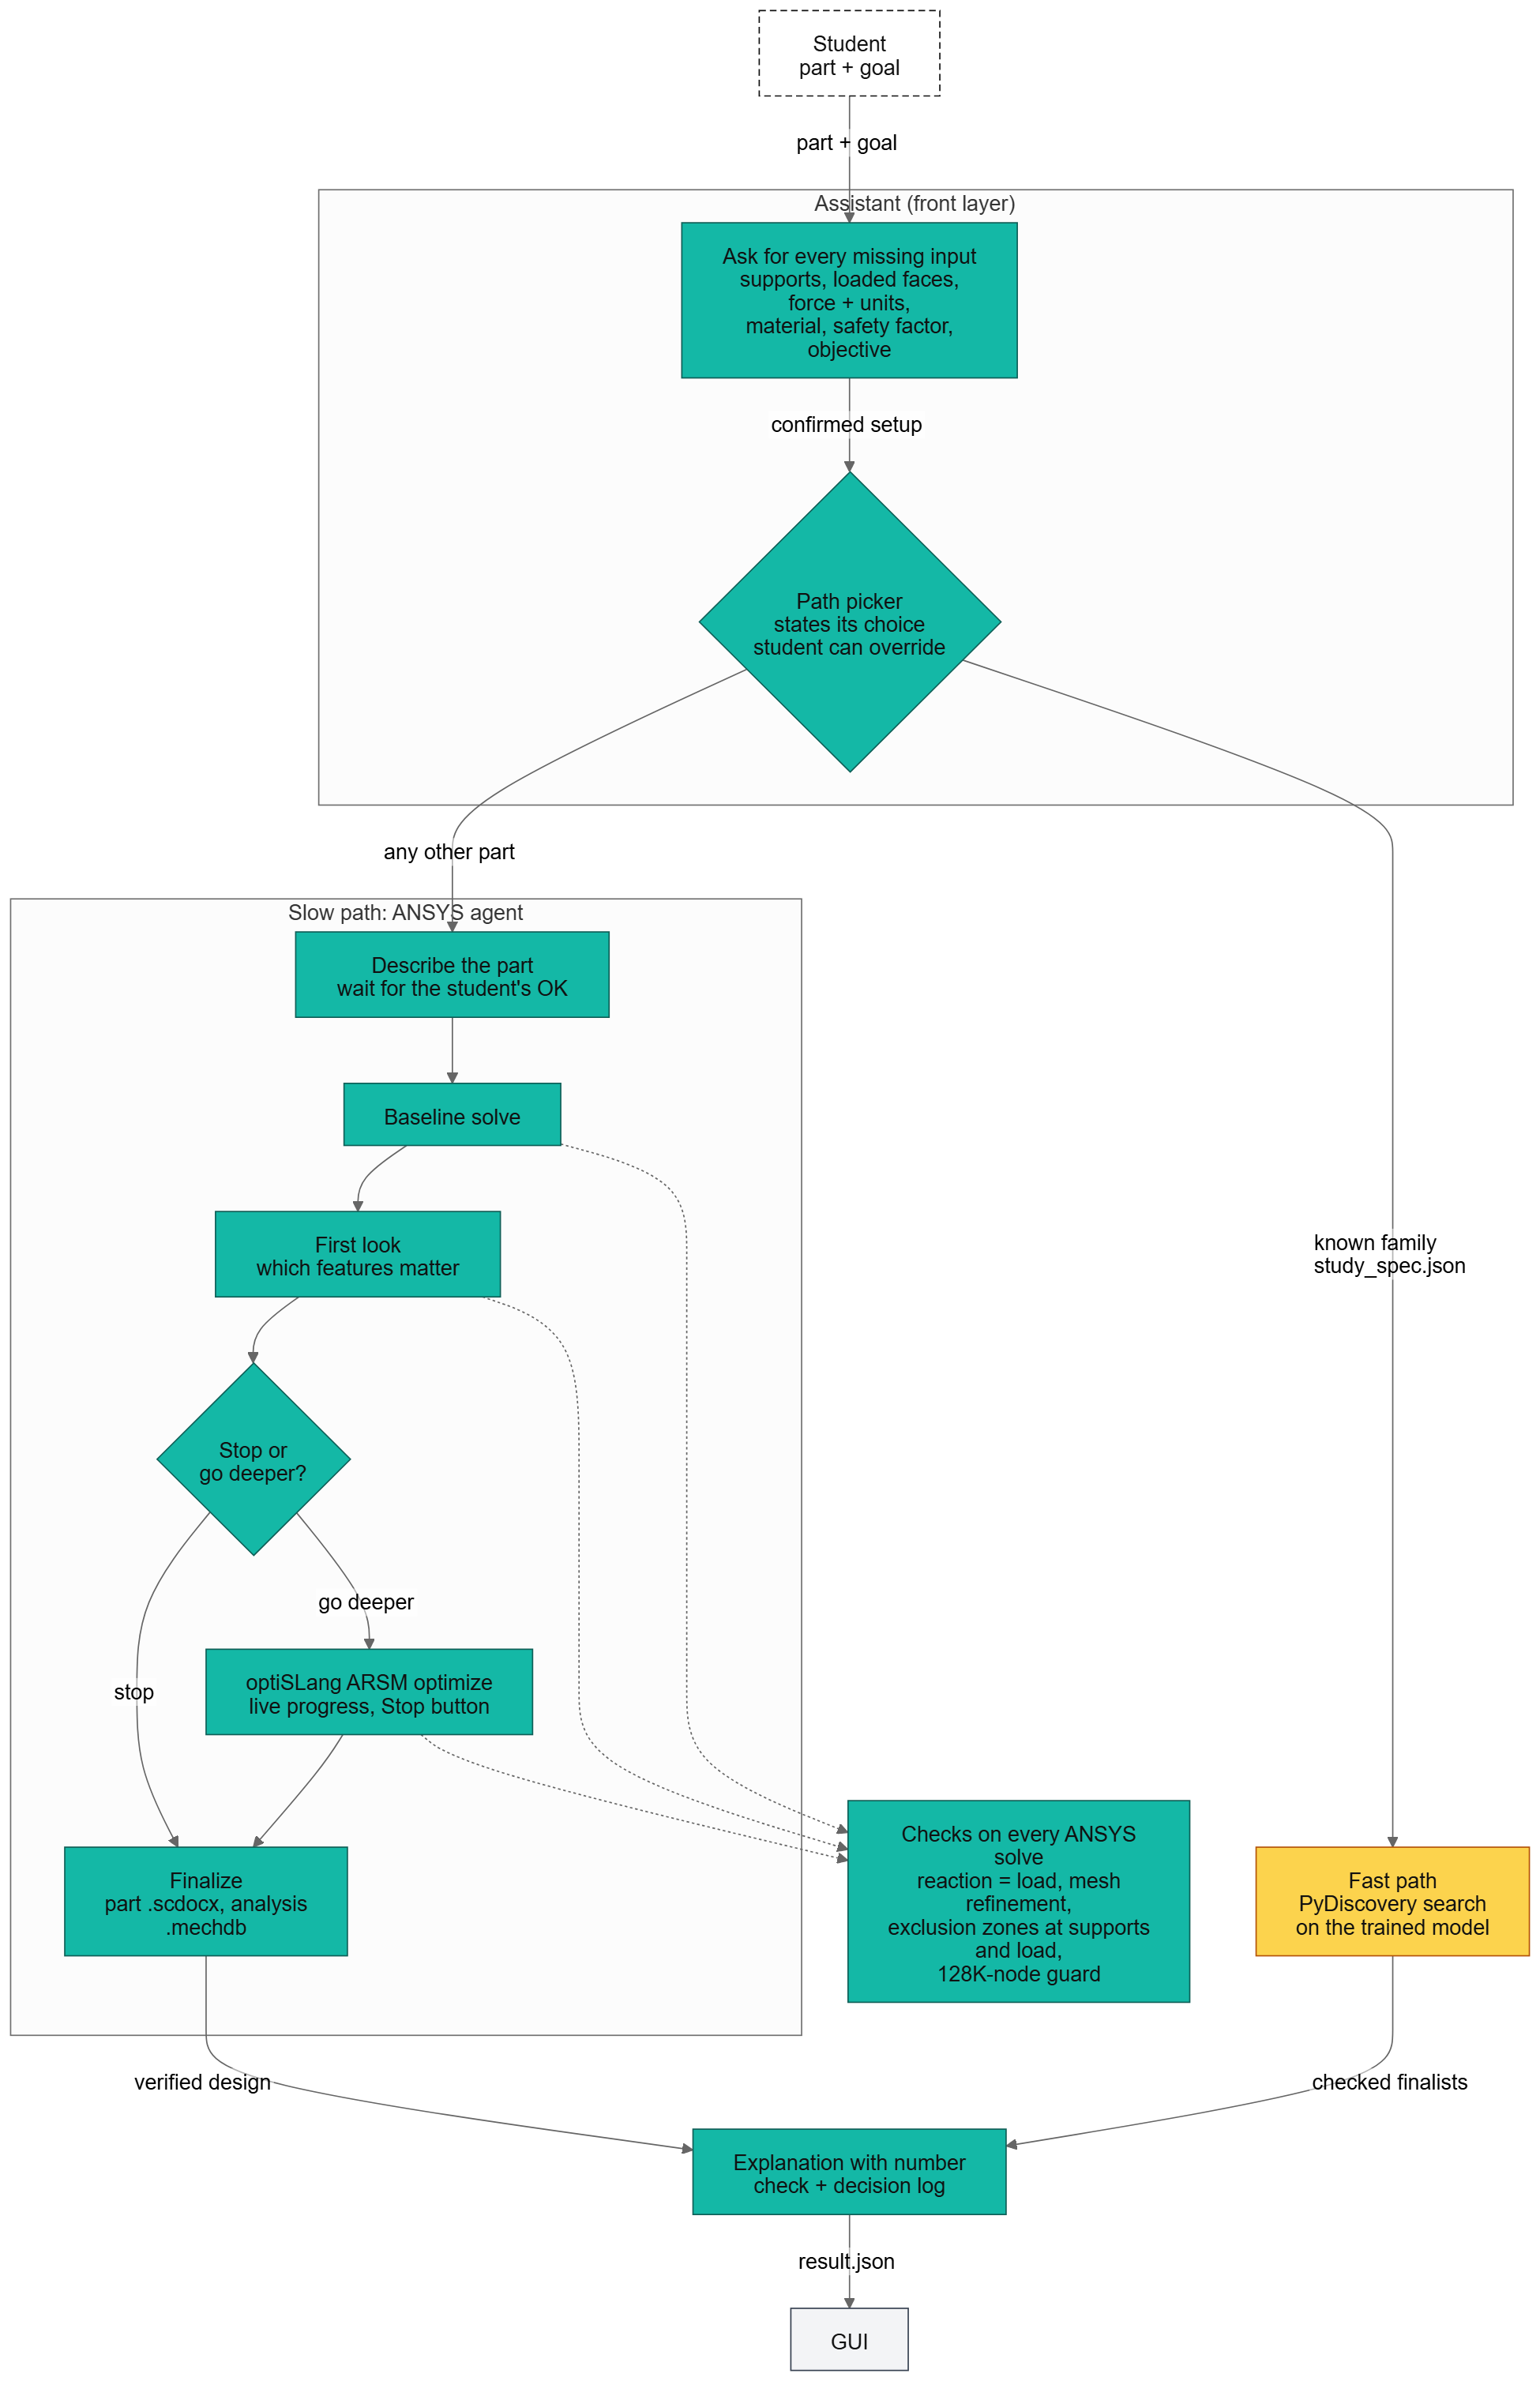 Student
part + goal
part + goal
Assistant (front layer)
Ask for every missing input
supports, loaded faces,
force + units,
material, safety factor,
objective
confirmed setup
Path picker
states its choice
student can override
any other part
Slow path: ANSYS agent
Describe the part
wait for the student's OK
Baseline solve
First look
which features matter
known family
study_spec.json
Stop or
go deeper?
go deeper
stop
optiSLang ARSM optimize
live progress, Stop button
Finalize
part .scdocx, analysis
.mechdb
Checks on every ANSYS
solve
reaction = load, mesh
refinement,
exclusion zones at supports
and load,
128K-node guard
Fast path
PyDiscovery search
on the trained model
verified design
checked finalists
Explanation with number
check + decision log
result.json
GUI